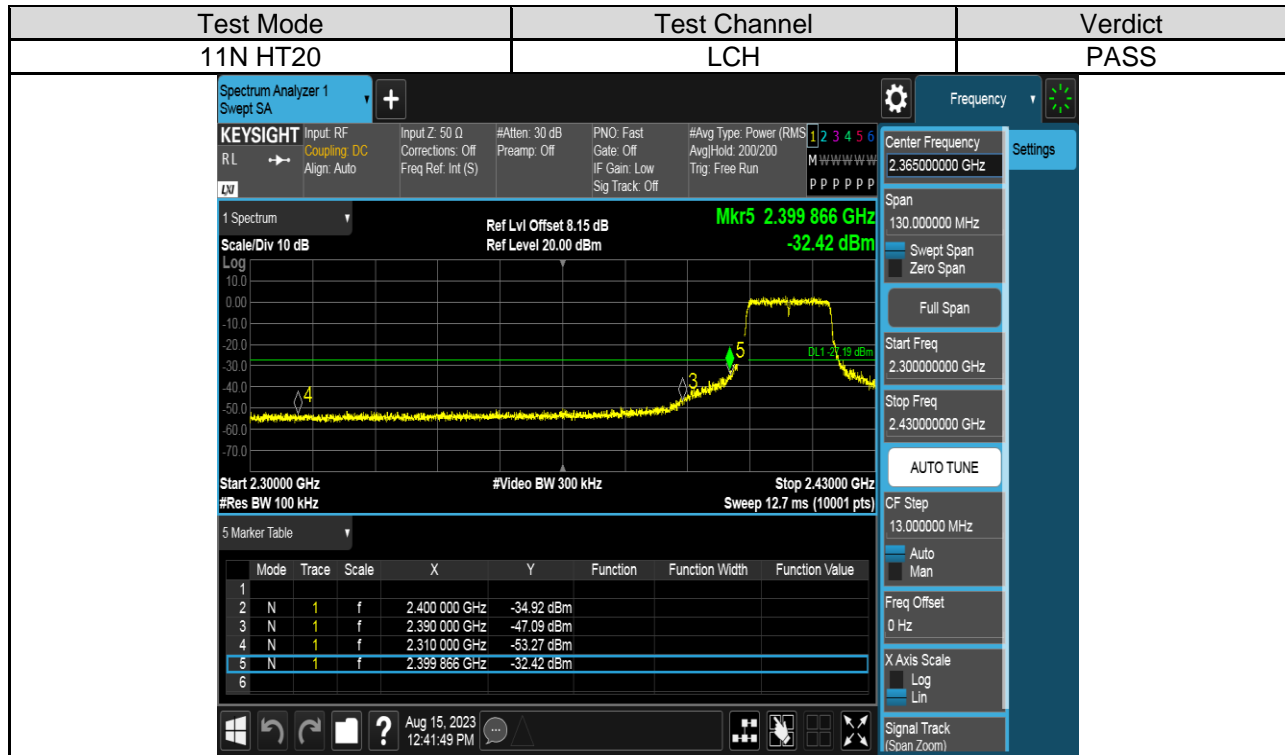 Test Mode Test Channel Verdict
11N HT20 LCH PASS
Spectrum Analyzer 1
Swept SA
+
Frequency
KEYSIGHT Input: RF Input Z: 50 Ω #Atten: 30 dB PNO: Fast #Avg Type: Power (RMS 1 2 3 4 5 6
RL Coupling: DC Corrections: Off Preamp: Off Gate: Off Avg|Hold: 200/200 M W W W W W
Align: Auto Freq Ref: Int (S) IF Gain: Low Trig: Free Run
LXI Sig Track: Off P P P P P P
1 Spectrum
Ref Lvl Offset 8.15 dB Mkr5 2.399 866 GHz
Scale/Div 10 dB Ref Level 20.00 dBm -32.42 dBm
Log
10.0
0.00
-10.0
-20.0
-30.0
-40.0
-50.0
-60.0
-70.0
DL1 -27.19 dBm
5
3
4
Start 2.30000 GHz #Video BW 300 kHz Stop 2.43000 GHz
#Res BW 100 kHz Sweep 12.7 ms (10001 pts)
5 Marker Table
Mode Trace Scale X Y Function Function Width Function Value
1
2 N 1 f 2.400 000 GHz -34.92 dBm
3 N 1 f 2.390 000 GHz -47.09 dBm
4 N 1 f 2.310 000 GHz -53.27 dBm
5 N 1 f 2.399 866 GHz -32.42 dBm
6
? Aug 15, 2023
12:41:49 PM
Center Frequency
2.365000000 GHz
Settings
Span
130.000000 MHz
Swept Span
Zero Span
Full Span
Start Freq
2.300000000 GHz
Stop Freq
2.430000000 GHz
AUTO TUNE
CF Step
13.000000 MHz
Auto
Man
Freq Offset
0 Hz
X Axis Scale
Log
Lin
Signal Track
(Span Zoom)